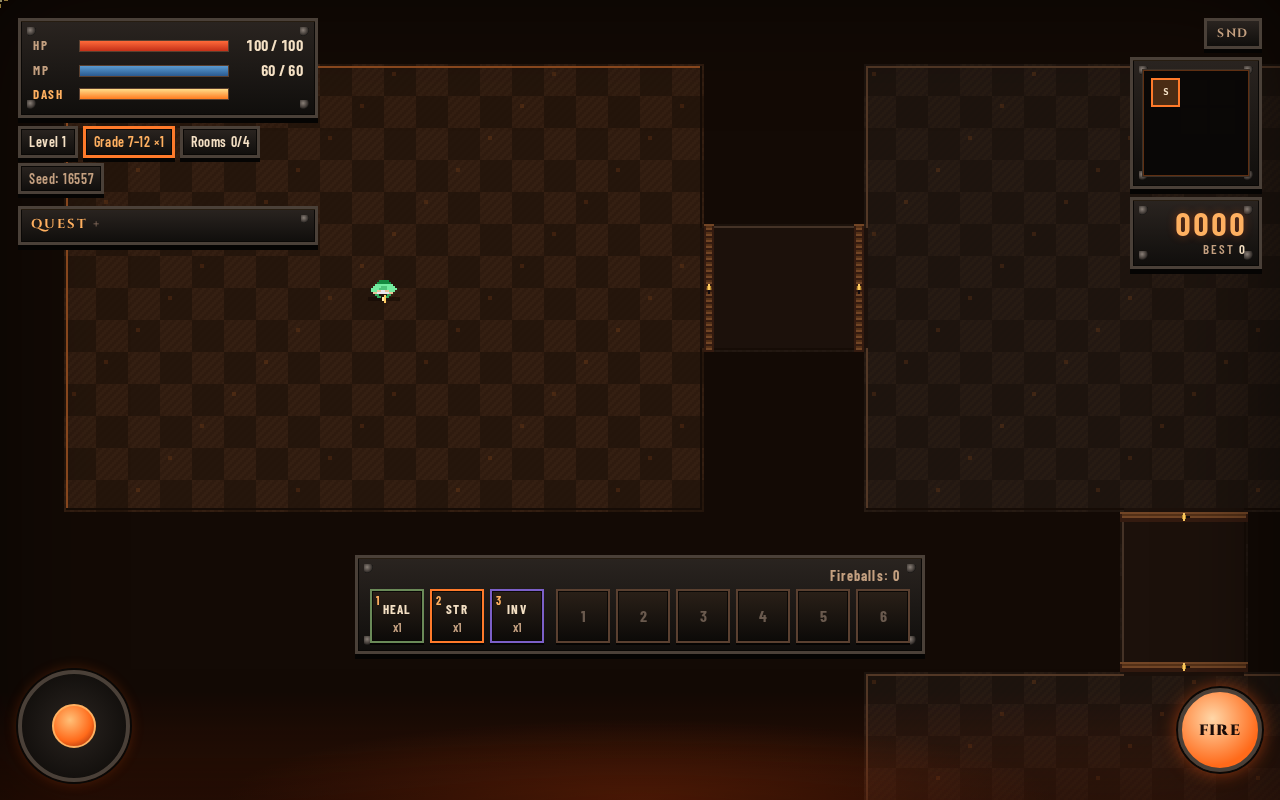 HP 100 / 100
MP 60 / 60
DASH
Level 1
Grade 7-12 ×1
Rooms 0/4
Seed: 16557
QUEST +
SND
S
0000
BEST 0
Fireballs: 0
1 HEAL x1
2 STR x1
3 INV x1
1
2
3
4
5
6
FIRE